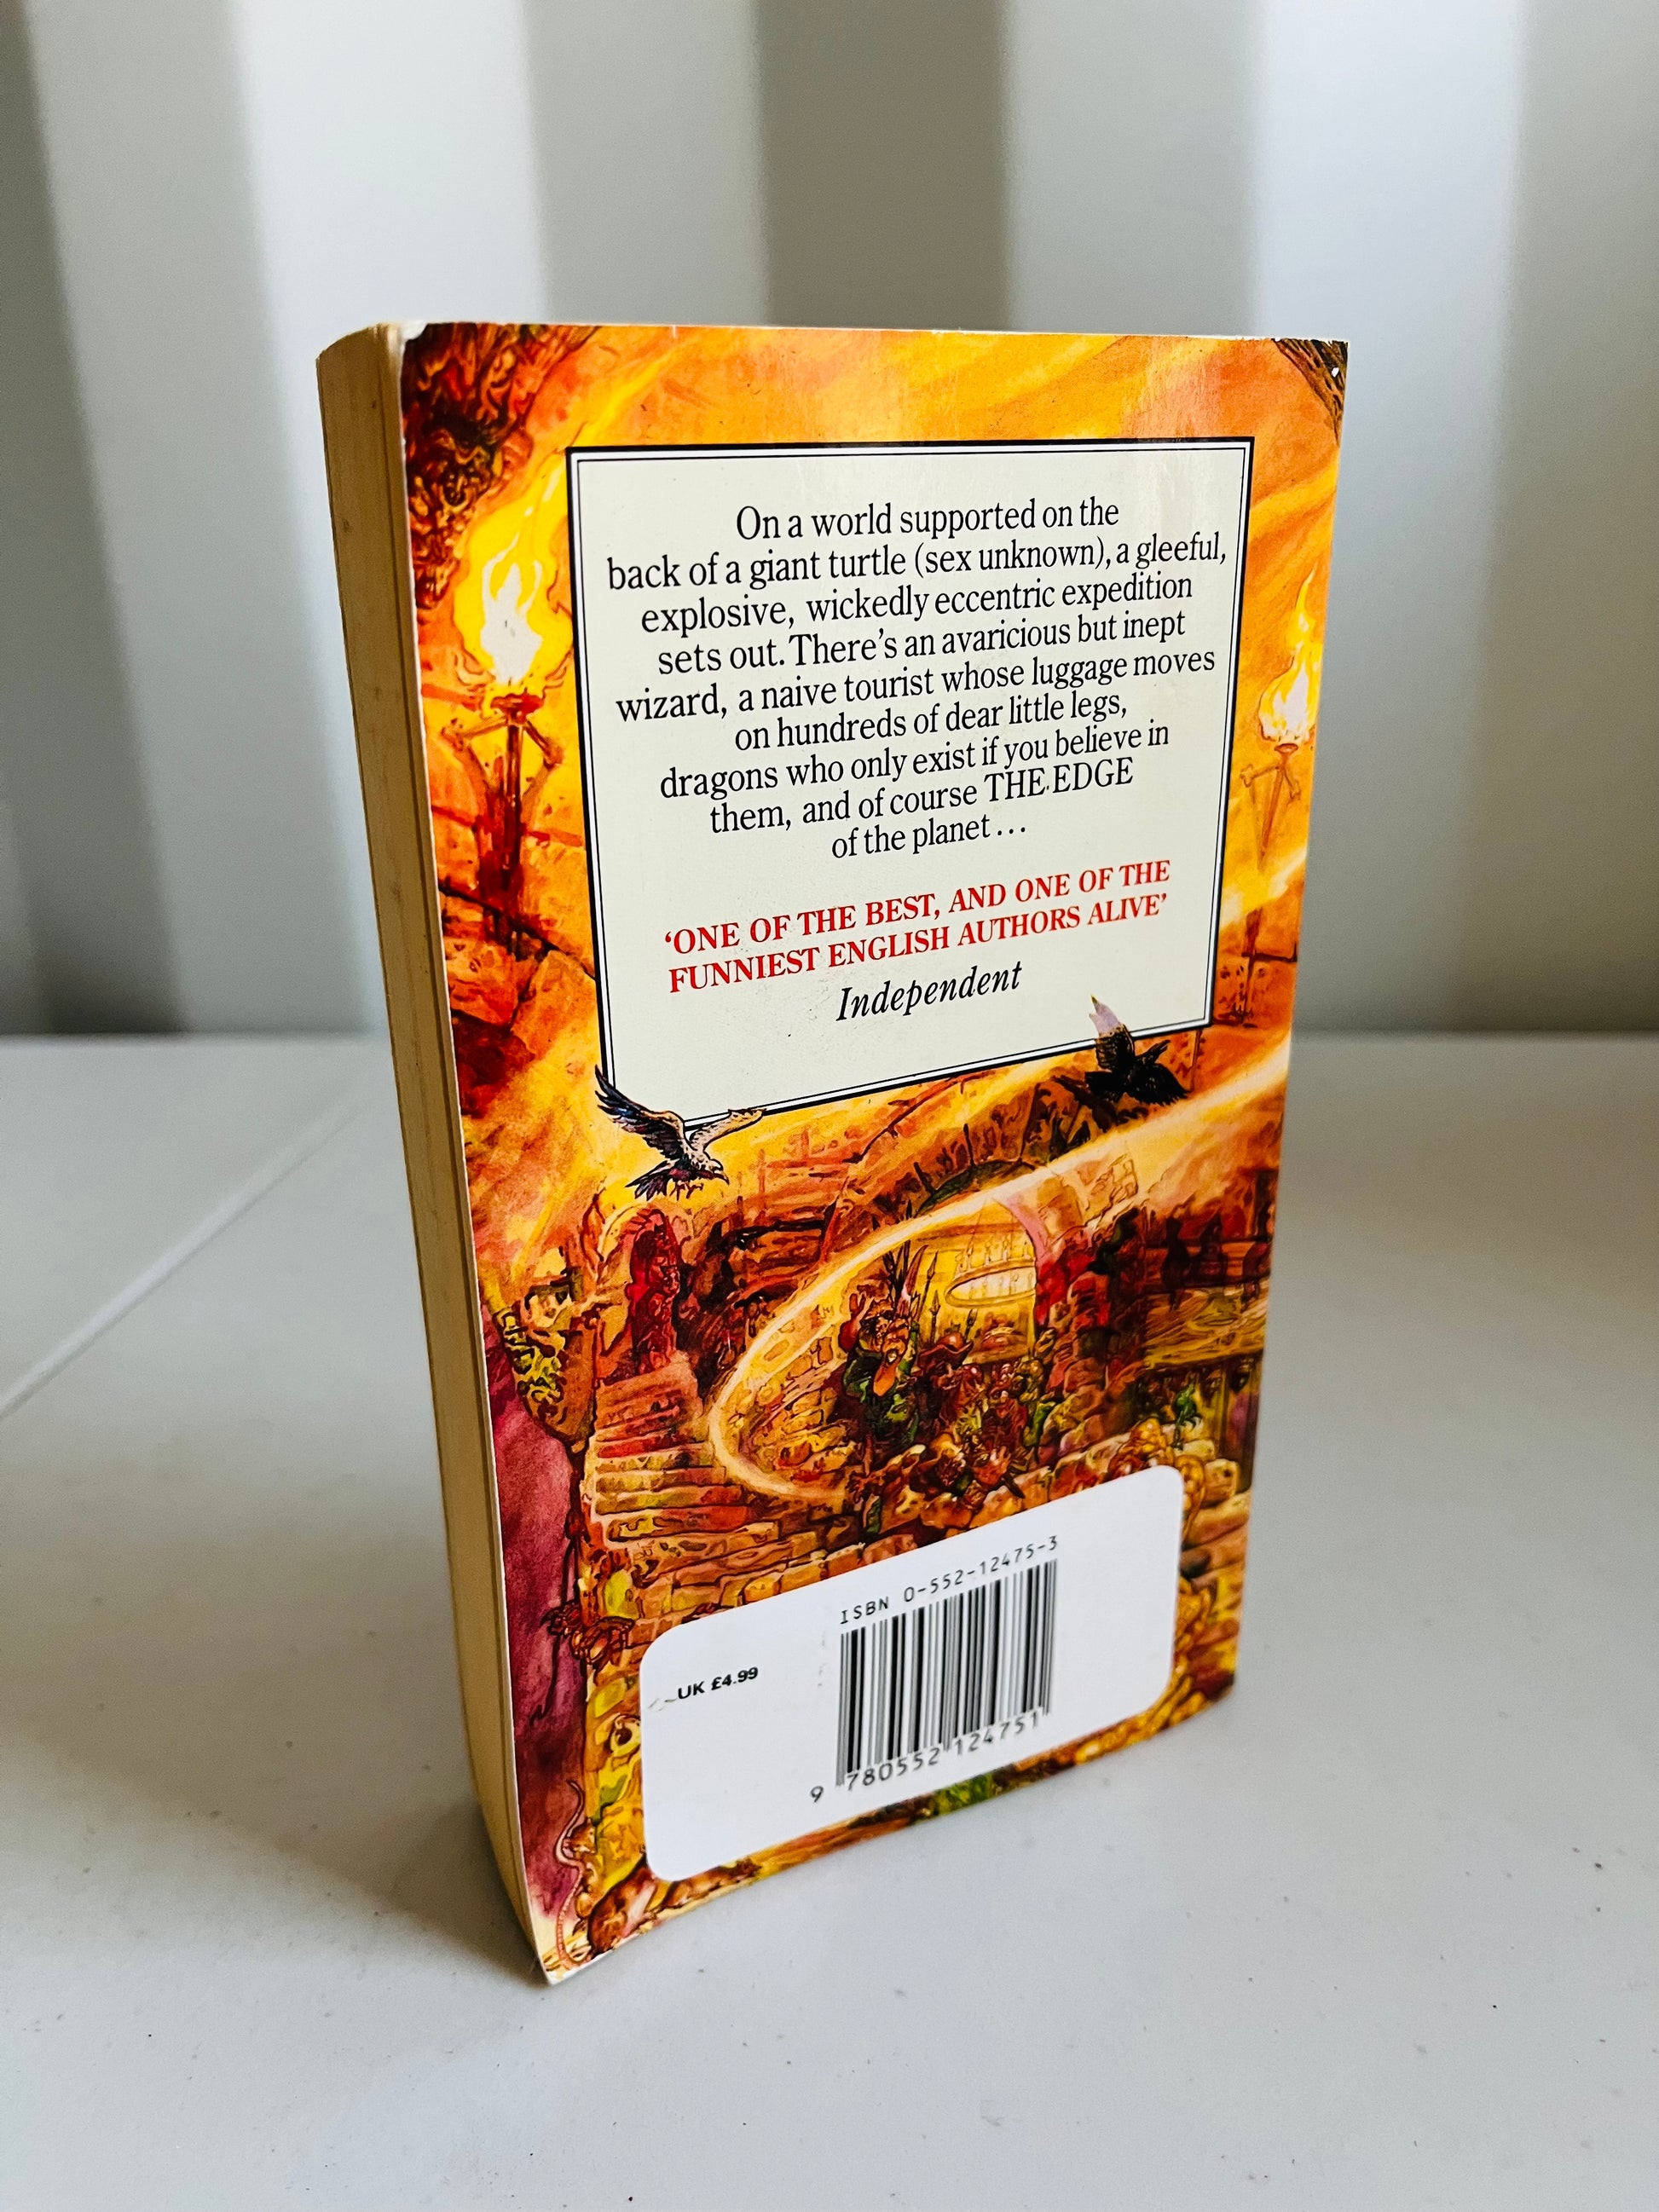 On a world supported on the
back of a giant turtle (sex unknown), a gleeful,
explosive, wickedly eccentric expedition
sets out. There's an avaricious but inept
wizard, a naive tourist whose luggage moves
on hundreds of dear little legs,
dragons who only exist if you believe in
them, and of course THE EDGE
of the planet...
'ONE OF THE BEST, AND ONE OF THE
FUNNIEST ENGLISH AUTHORS ALIVE'
Independent
ISBN 0-552-12475-3
UK £4.99
9 780552 124751